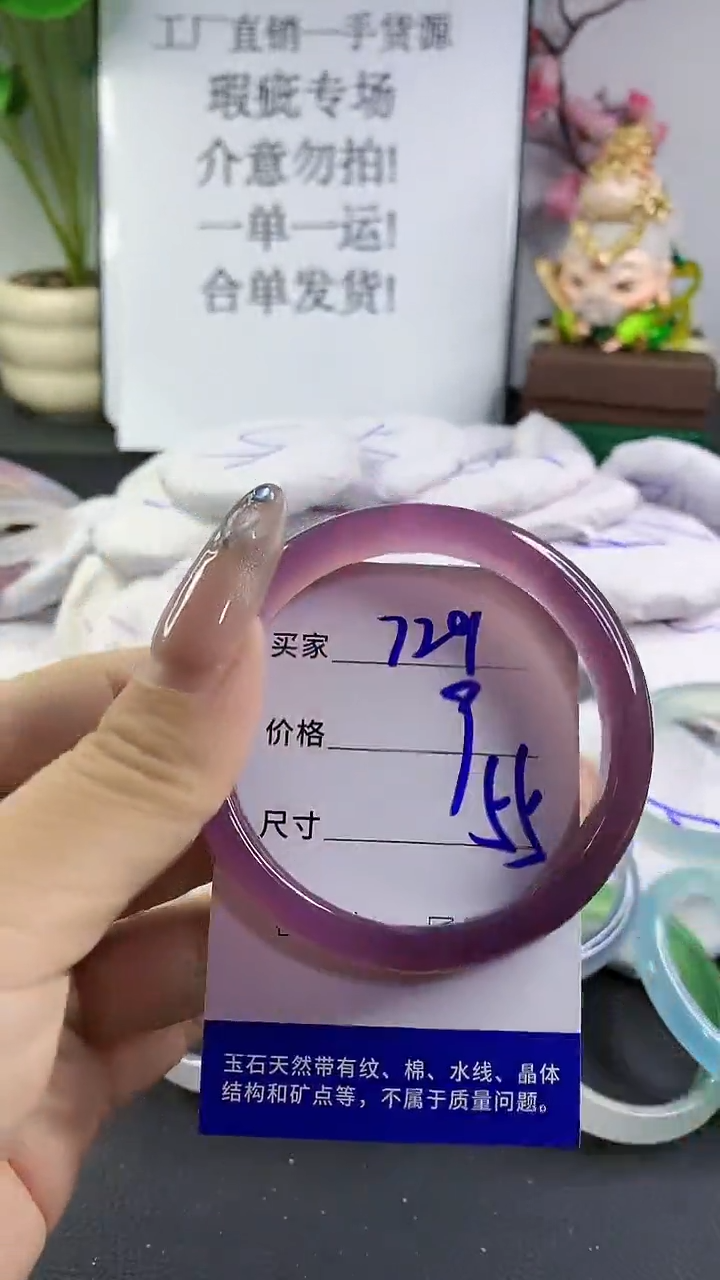 工厂直销一手货源
瑕疵专场
介意勿拍!
一单一运!
合单发货!
买家 729
价格 9
尺寸 55
玉石天然带有纹、棉、水线、晶体
结构和矿点等，不属于质量问题。